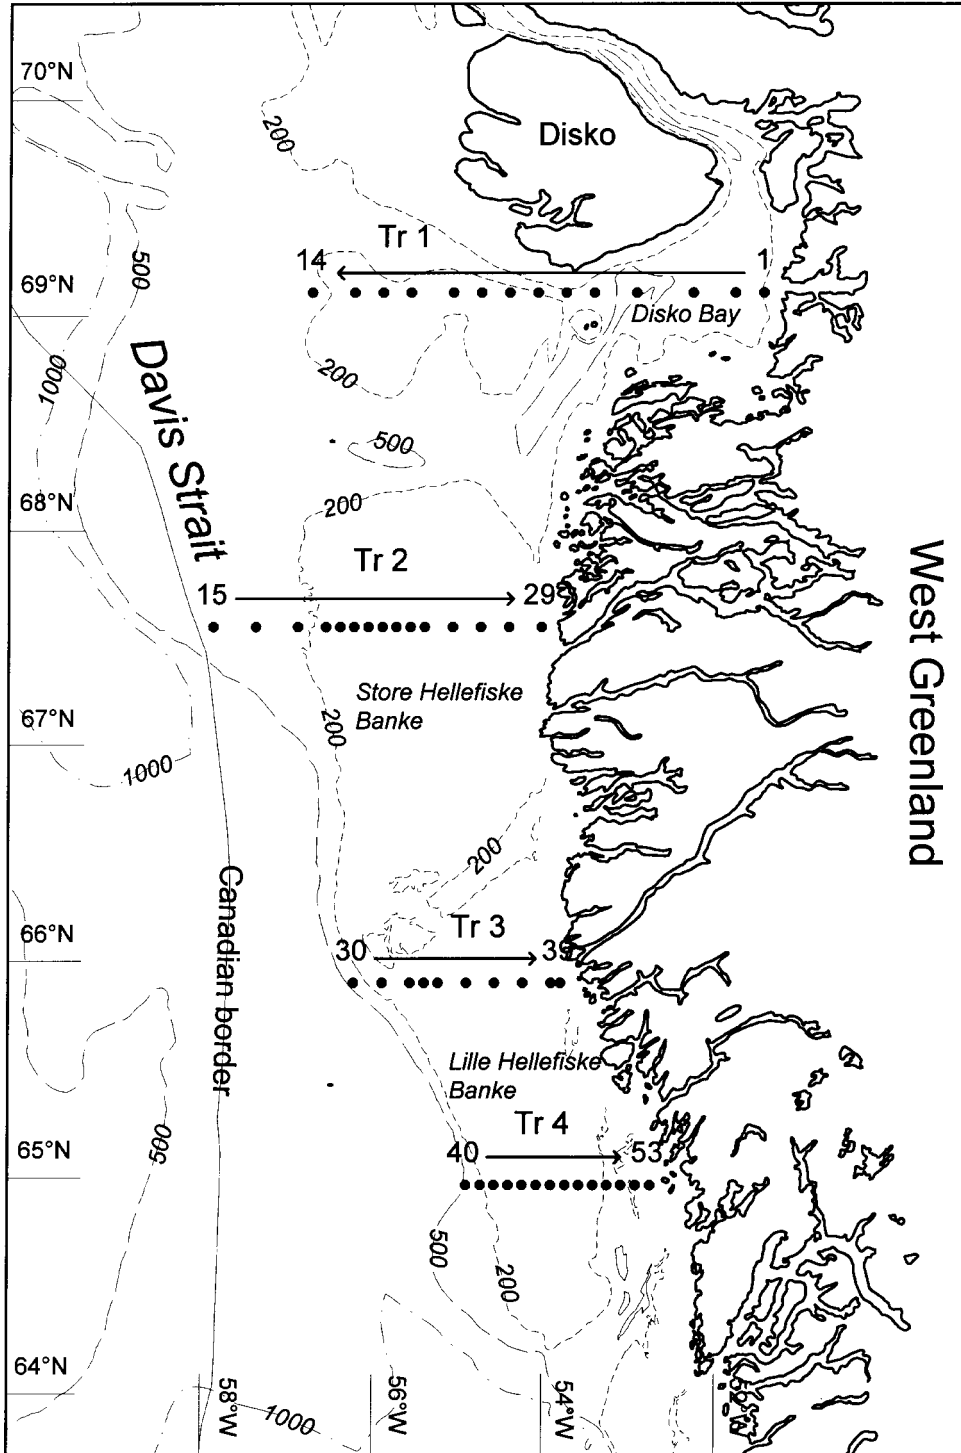 70°N
200
Disko
Tr 1
500
14
1
69°N
Disko Bay
1000
200
Davis Strait
500
68°N
200
West Greenland
Tr 2
15
29
Store Hellefiske
Banke
67°N
200
1000
200
Canadian border
66°N
Tr 3
30
39
Lille Hellefiske
Banke
Tr 4
65°N
40
53
500
500
200
64°N
58°W
56°W
54°W
1000